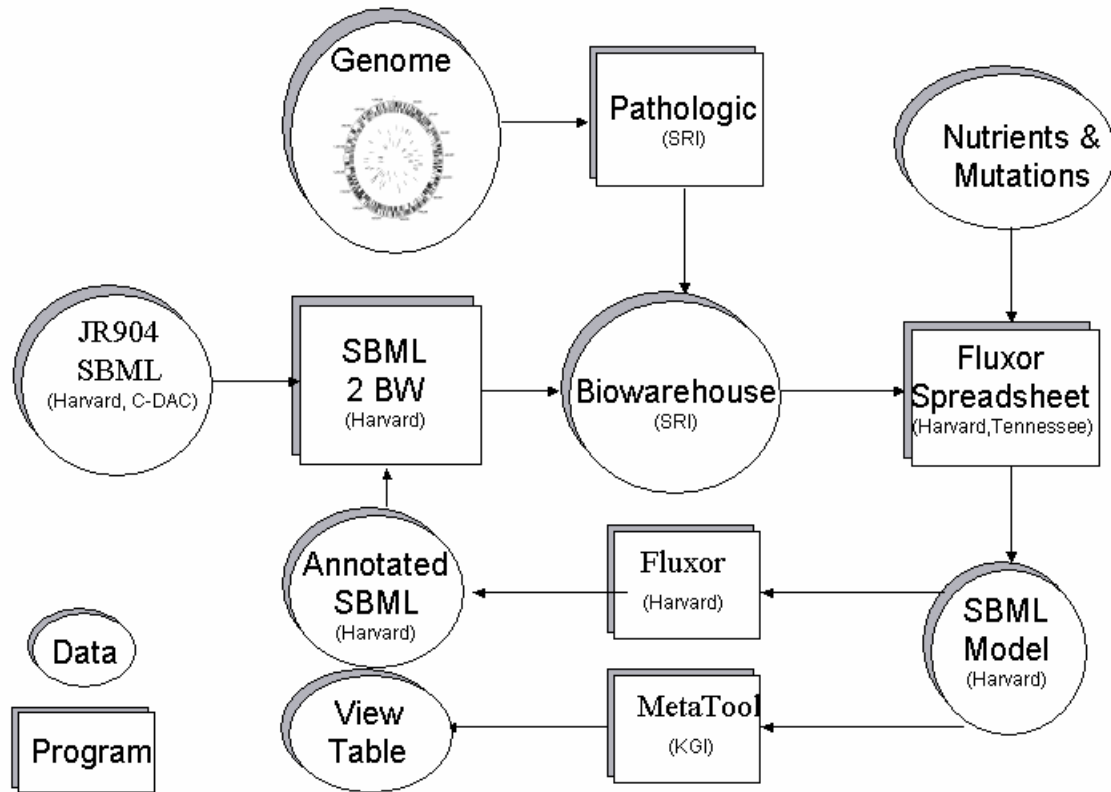 Genome
Pathologic
(SRI)
Nutrients &
Mutations
JR904
SBML
(Harvard, C-DAC)
SBML
2 BW
(Harvard)
Biowarehouse
(SRI)
Fluxor
Spreadsheet
(Harvard,Tennessee)
Annotated
SBML
(Harvard)
Fluxor
(Harvard)
SBML
Model
(Harvard)
Data
View
Table
MetaTool
(KGI)
Program